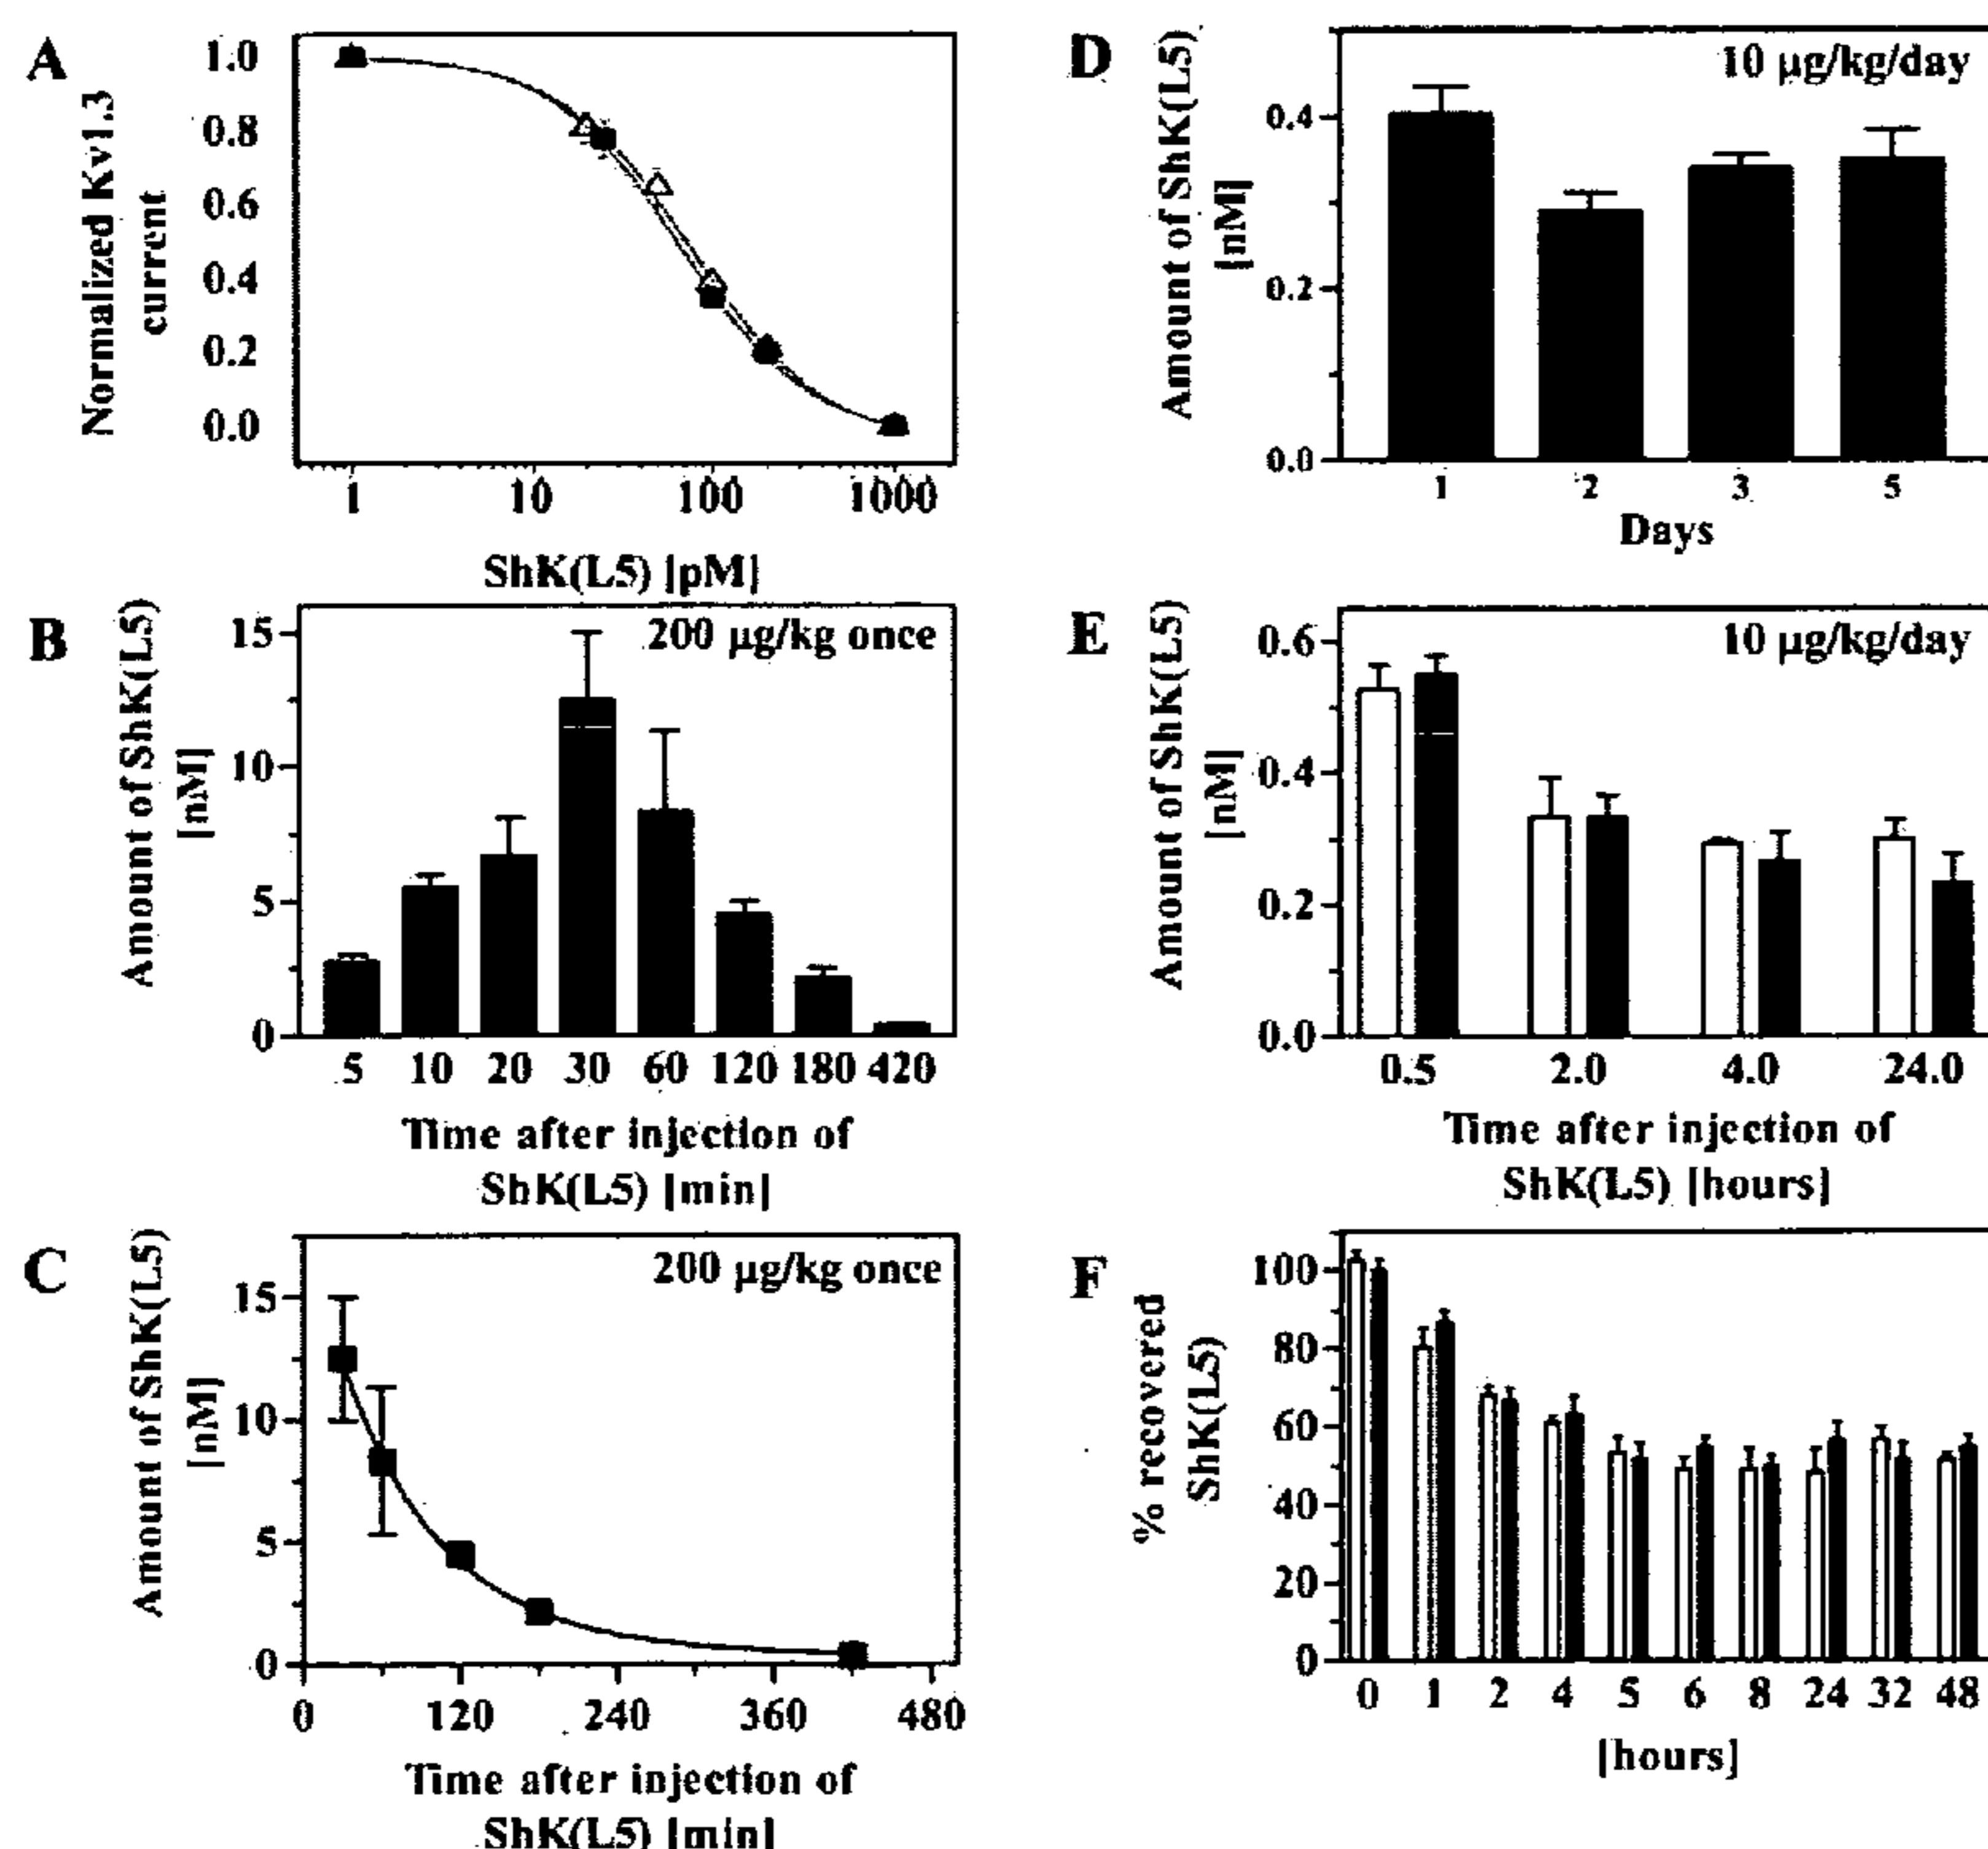 A
Normalized Kv1.3
current
1.0
0.8
0.6
0.4
0.2
0.0
1 10 100 1000
ShK(L5) [pM]
B
Amount of ShK(L5)
[nM]
200 µg/kg once
15
10
5
0
5 10 20 30 60 120 180 420
Time after injection of
ShK(L5) [min]
C
Amount of ShK(L5)
[nM]
200 µg/kg once
15
10
5
0
0 120 240 360 480
Time after injection of
ShK(L5) [min]
D
Amount of ShK(L5)
[nM]
10 µg/kg/day
0.4
0.2
0.0
1 2 3 5
Days
E
Amount of ShK(L5)
[nM]
10 µg/kg/day
0.6
0.4
0.2
0.0
0.5 2.0 4.0 24.0
Time after injection of
ShK(L5) [hours]
F
% recovered
ShK(L5)
100
80
60
40
20
0
0 1 2 4 5 6 8 24 32 48
[hours]